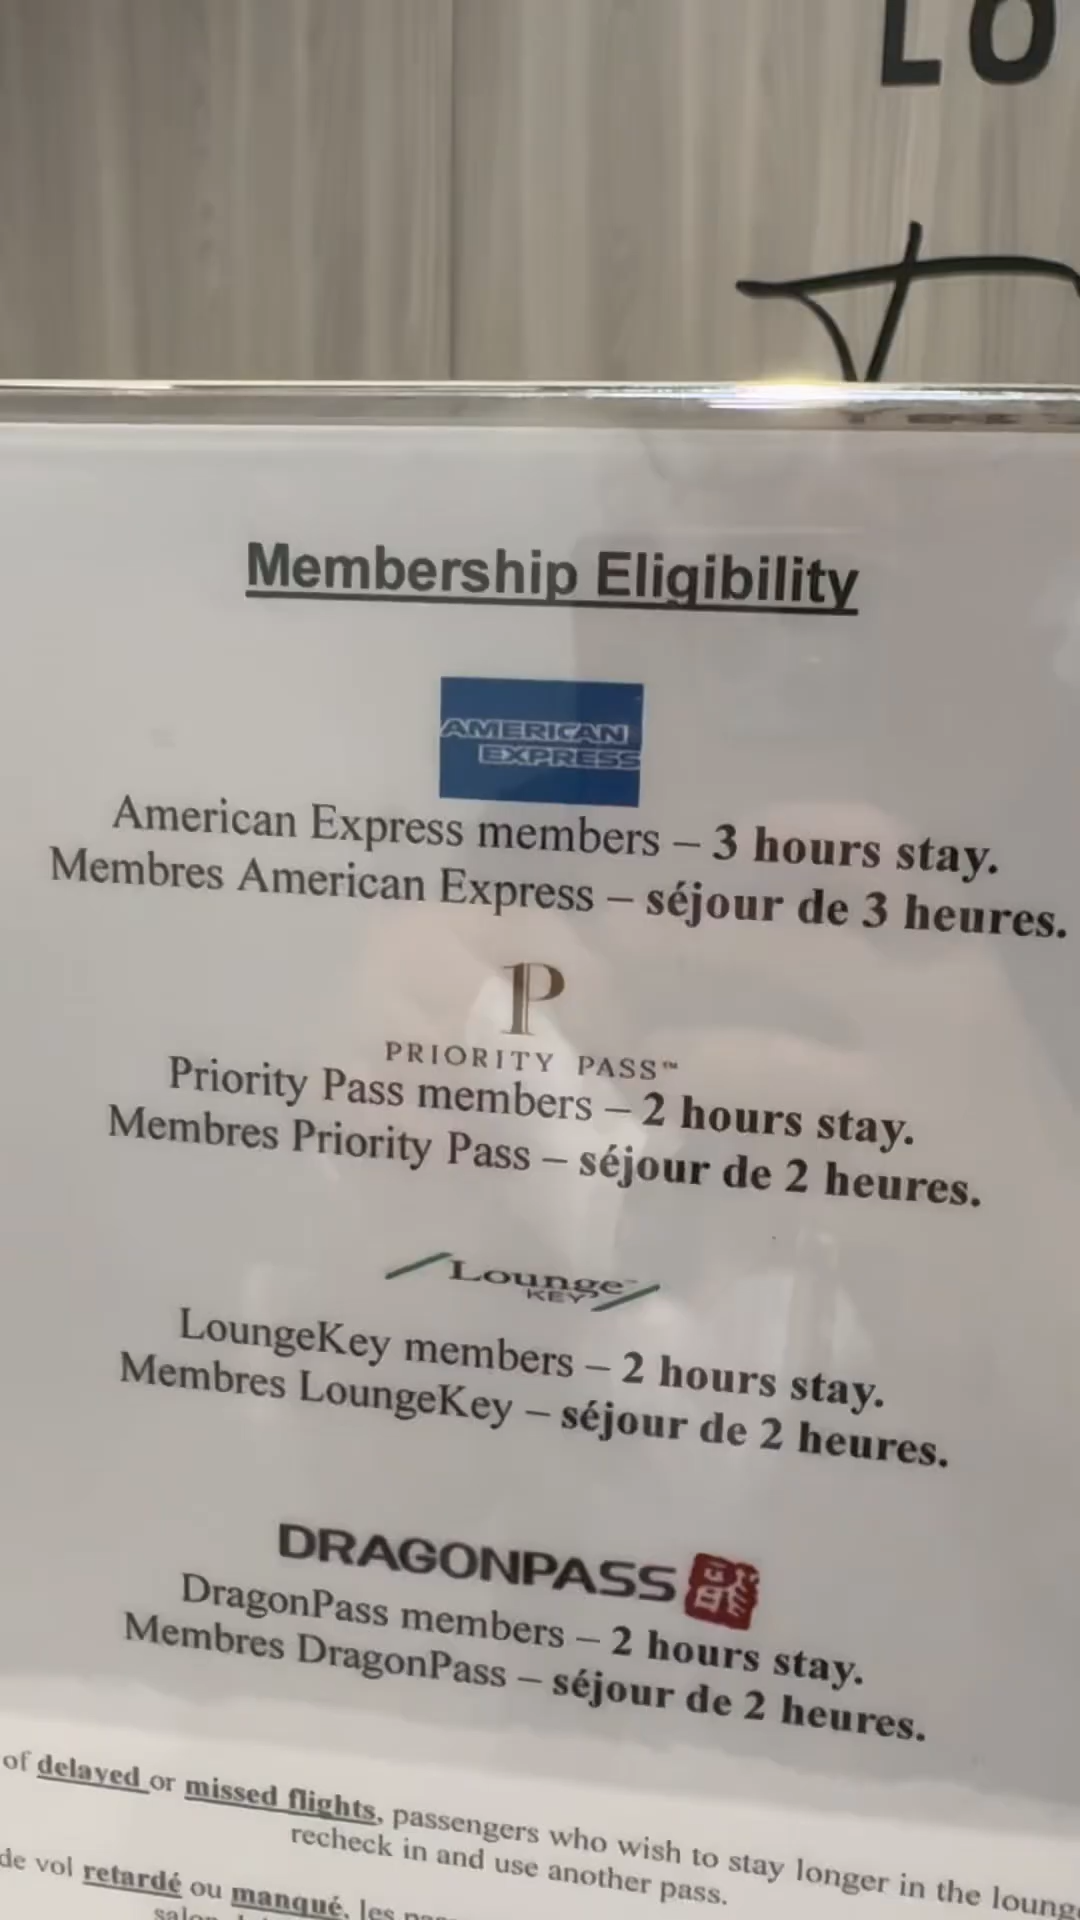 LO
Membership Eligibility
AMERICAN
EXPRESS
American Express members – 3 hours stay.
Membres American Express – séjour de 3 heures.
P
PRIORITY PASS™
Priority Pass members – 2 hours stay.
Membres Priority Pass – séjour de 2 heures.
Lounge
KEY
LoungeKey members – 2 hours stay.
Membres LoungeKey – séjour de 2 heures.
DRAGONPASS
DragonPass members – 2 hours stay.
Membres DragonPass – séjour de 2 heures.
of delayed or missed flights, passengers who wish to stay longer in the loung
recheck in and use another pass.
de vol retardé ou manqué, les